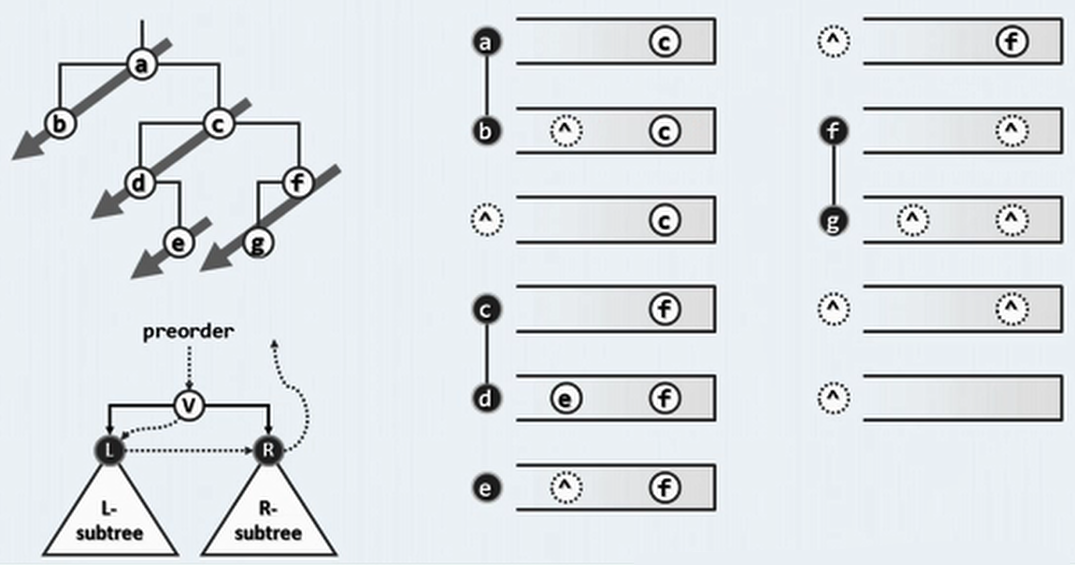 a
b c
d f
e g
preorder
V
L R
L-
subtree
R-
subtree
a c
b ^ c
^ c
c f
d e f
e ^ f
^ f
f ^
g ^ ^
^ ^
^